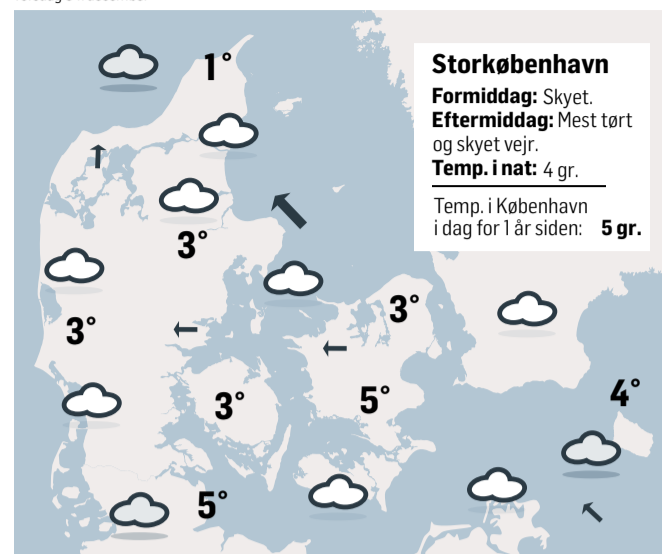 1°
Storkøbenhavn
Formiddag: Skyet.
Eftermiddag: Mest tørt
og skyet vejr.
Temp. i nat: 4 gr.
Temp. i København
i dag for 1 år siden: 5 gr.
3°
3°
3°
3°
5°
4°
5°